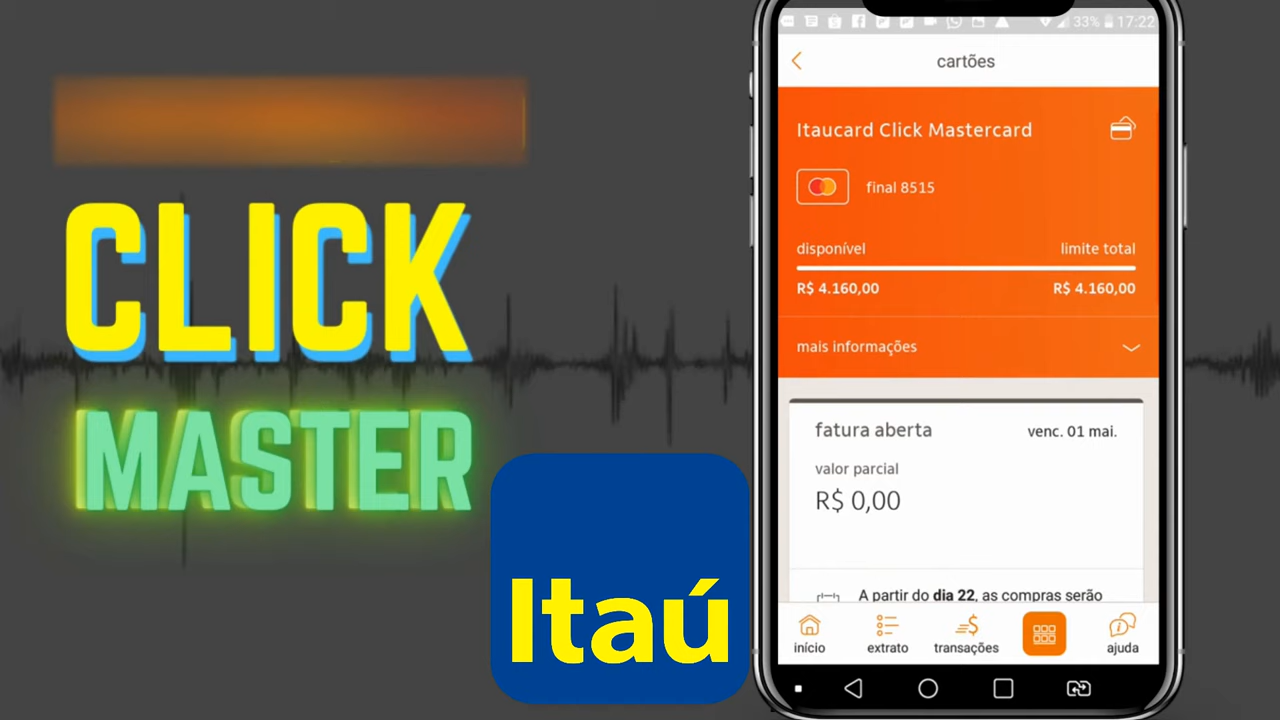 CLICK
MASTER
Itaú
33% 17:22
cartões
Itaucard Click Mastercard
final 8515
disponível limite total
R$ 4.160,00 R$ 4.160,00
mais informações
fatura aberta venc. 01 mai.
valor parcial
R$ 0,00
A partir do dia 22, as compras serão
início extrato transações ajuda